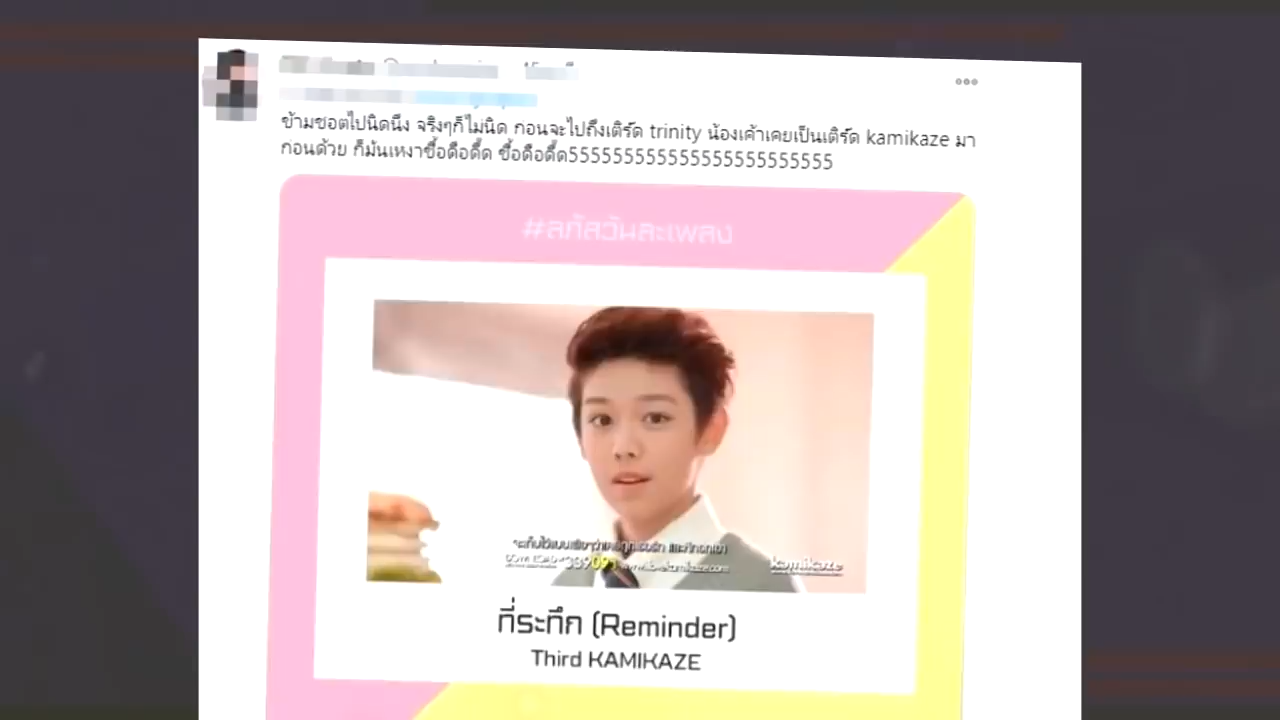 ข้ามชอตไปนิดนึง จริงๆก็ไม่นิด ก่อนจะไปถึงเติร์ด trinity น้องเค้าเคยเป็นเติร์ด kamikaze มา
ก่อนด้วย ก็มันเหงาซื่อดือดื้ด ซื่อดือดื้ด555555555555555555555555
#ลภัสวันละเพลง
kamikaze
ที่ระทึก (Reminder)
Third KAMIKAZE